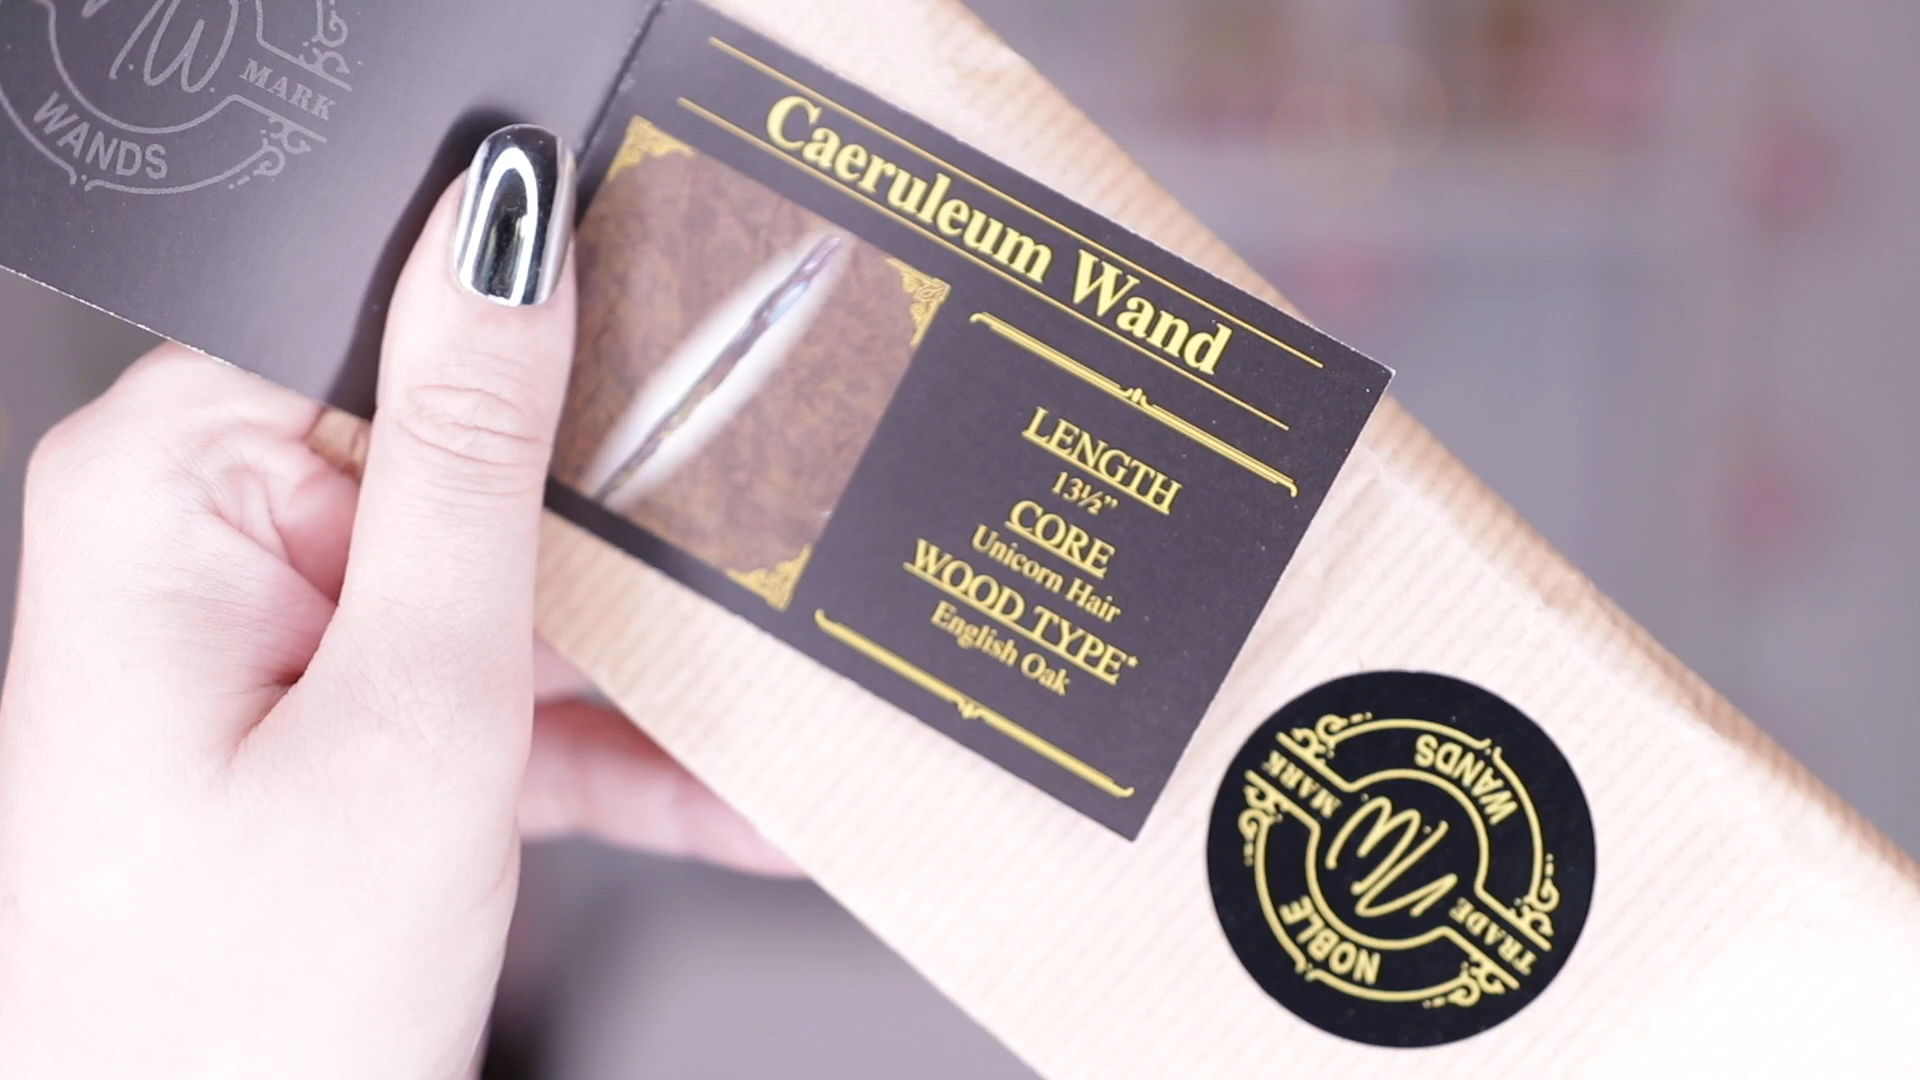 N.W.
MARK
WANDS
Caeruleum Wand
LENGTH
13½”
CORE
Unicorn Hair
WOOD TYPE*
English Oak
NOBLE
TRADE
N.W.
MARK
WANDS